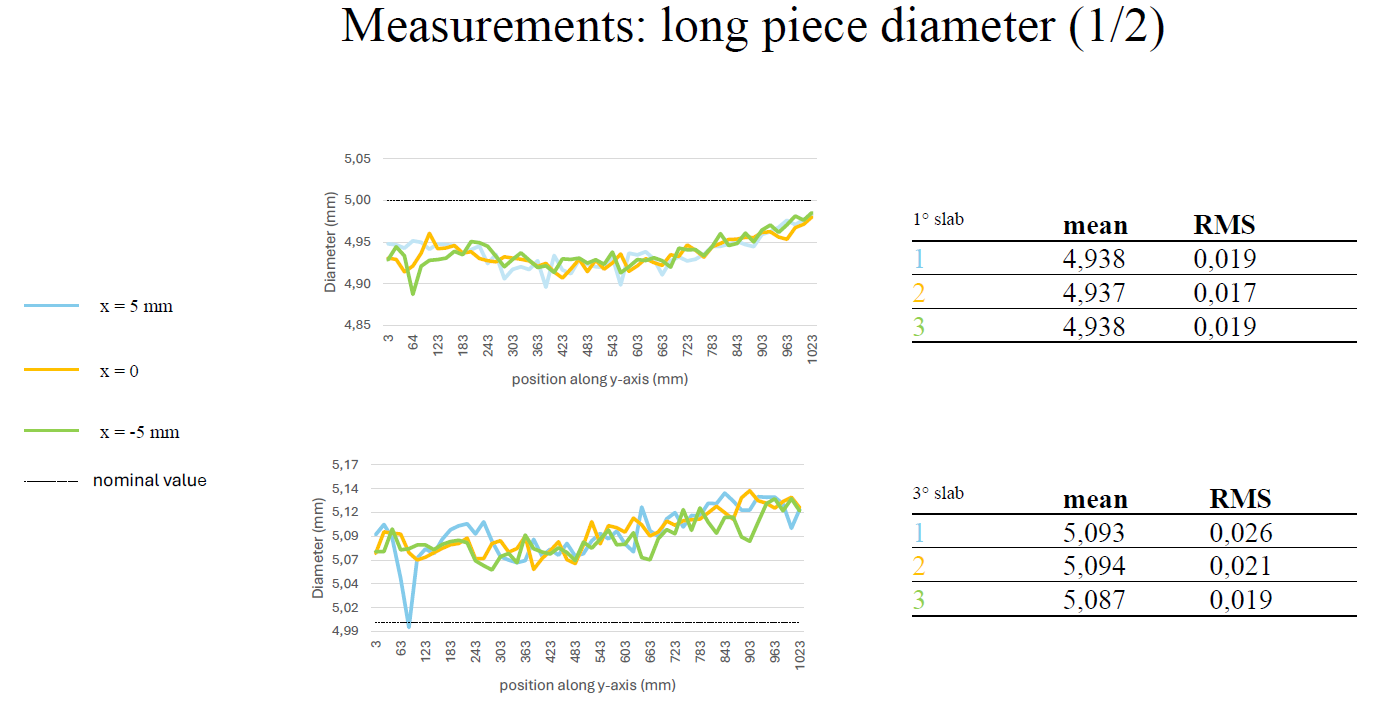 Measurements: long piece diameter (1/2)
x = 5 mm
x = 0
x = -5 mm
nominal value
Diameter (mm)
5,05
5,00
4,95
4,90
4,85
3 64 123 183 243 303 363 423 483 543 603 663 723 783 843 903 963 1023
position along y-axis (mm)
1° slab mean RMS
1 4,938 0,019
2 4,937 0,017
3 4,938 0,019
Diameter (mm)
5,17
5,14
5,12
5,09
5,07
5,04
5,02
4,99
3 63 123 183 243 303 363 423 483 543 603 663 723 783 843 903 963 1023
position along y-axis (mm)
3° slab mean RMS
1 5,093 0,026
2 5,094 0,021
3 5,087 0,019